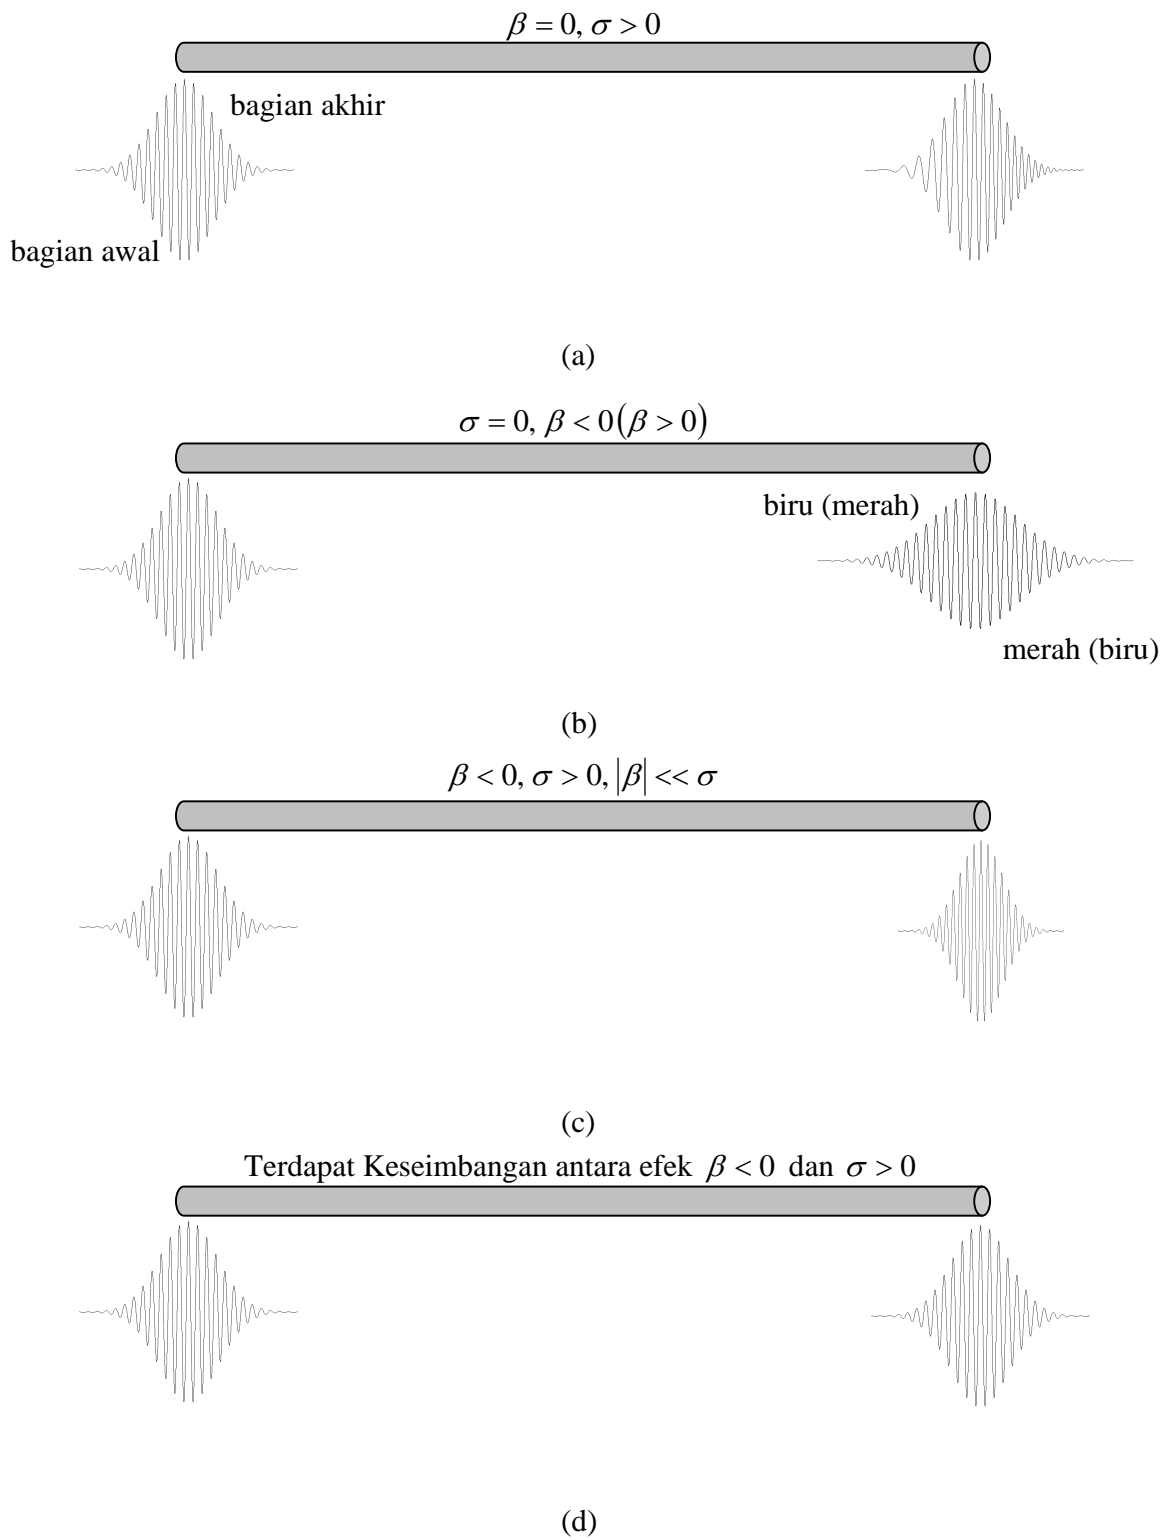 β = 0, σ > 0
bagian akhir
bagian awal
(a)
σ = 0, β < 0(β > 0)
biru (merah)
merah (biru)
(b)
β < 0, σ > 0, |β| << σ
(c)
Terdapat Keseimbangan antara efek β < 0 dan σ > 0
(d)